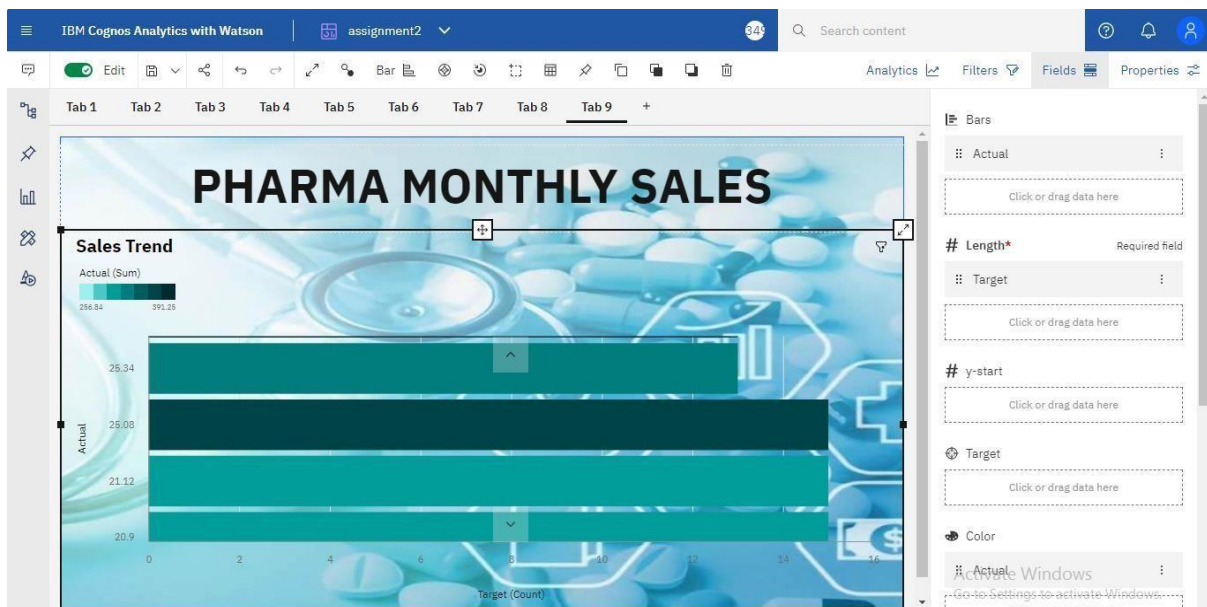 IBM Cognos Analytics with Watson
assignment2
349
Search content
Edit
Bar
Analytics
Filters
Fields
Properties
Tab 1 Tab 2 Tab 3 Tab 4 Tab 5 Tab 6 Tab 7 Tab 8 Tab 9 +
PHARMA MONTHLY SALES
Sales Trend
Actual (Sum)
256.84 391.25
25.34
25.08
21.12
20.9
Actual
0 2 4 6 8 10 12 14 16
Target (Count)
Bars
Actual
Click or drag data here
# Length* Required field
Target
Click or drag data here
# y-start
Click or drag data here
Target
Click or drag data here
Color
Actual
Activate Windows
Go to Settings to activate Windows.